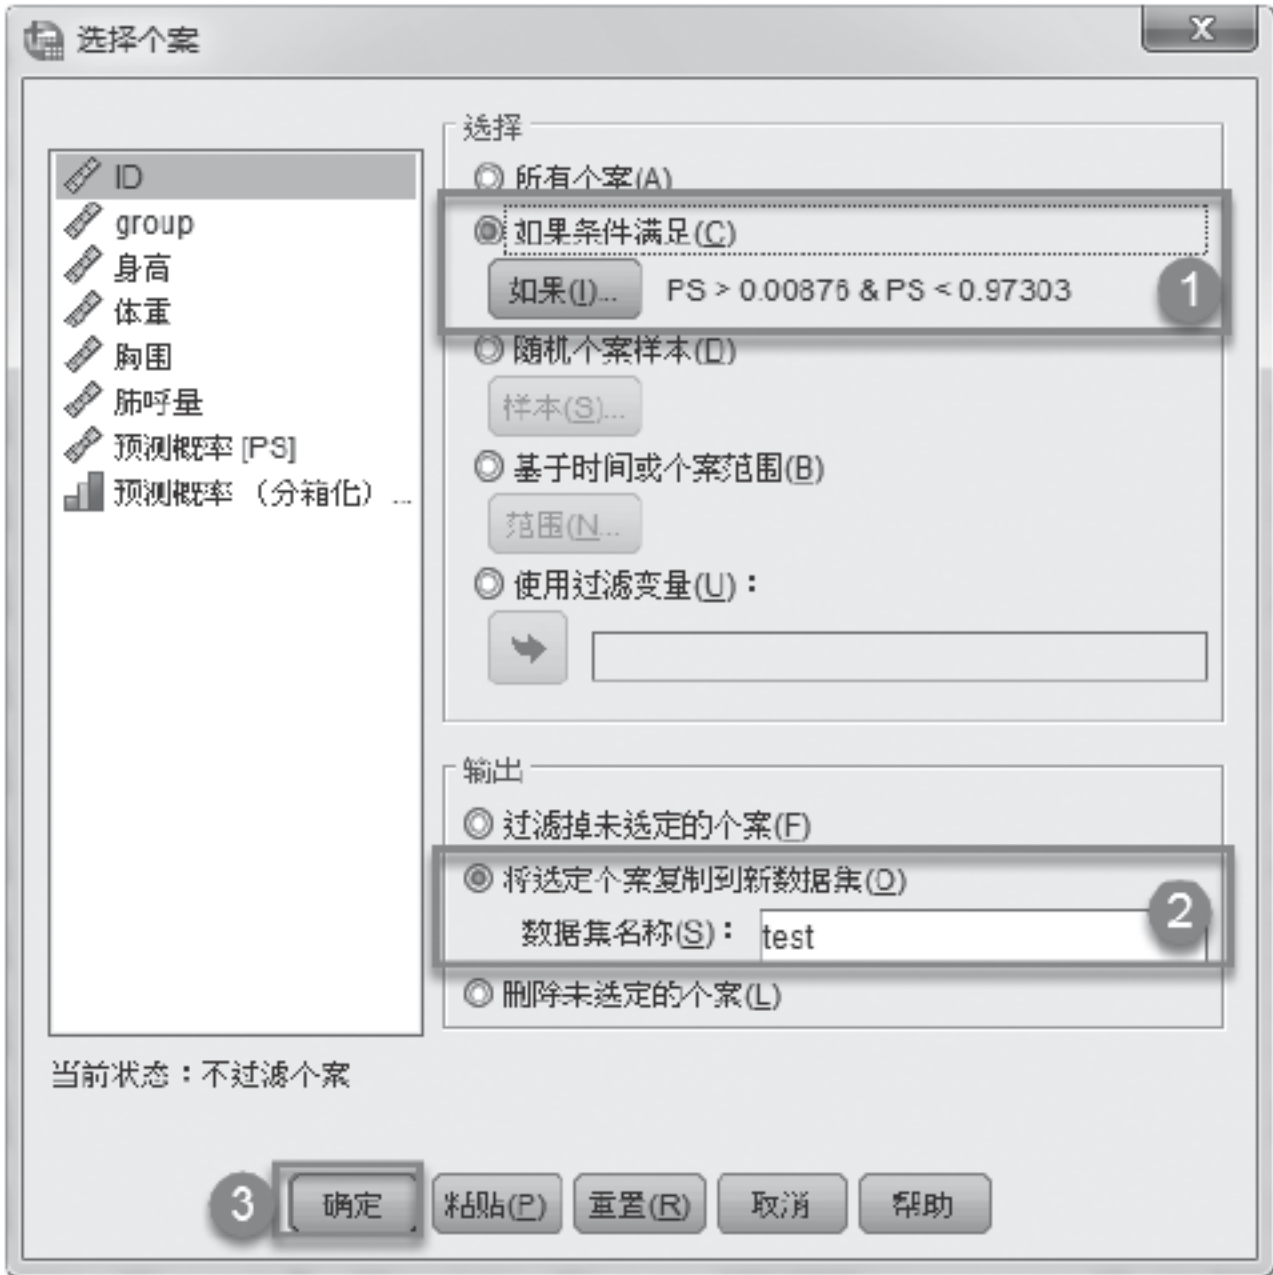 选择个案
X
ID
group
身高
体重
胸围
肺呼量
预测概率 [PS]
预测概率 （分箱化） ...
选择
所有个案(A)
如果条件满足(C)
如果(I)...
PS > 0.00876 & PS < 0.97303
1
随机个案样本(D)
样本(S)...
基于时间或个案范围(B)
范围(N...
使用过滤变量(U)：
输出
过滤掉未选定的个案(F)
将选定个案复制到新数据集(O)
数据集名称(S)：
test
2
删除未选定的个案(L)
当前状态：不过滤个案
3
确定
粘贴(P)
重置(R)
取消
帮助